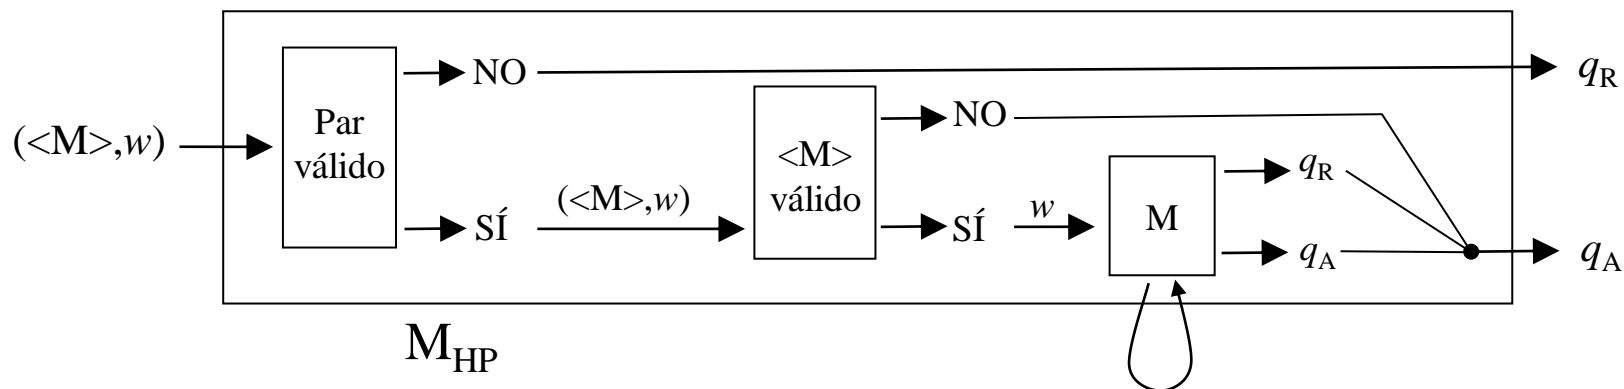 NO
q_R
Par
válido
NO
(<M>,w)
<M>
válido
q_R
(<M>,w)
w
M
SÍ
SÍ
q_A
q_A
M_HP